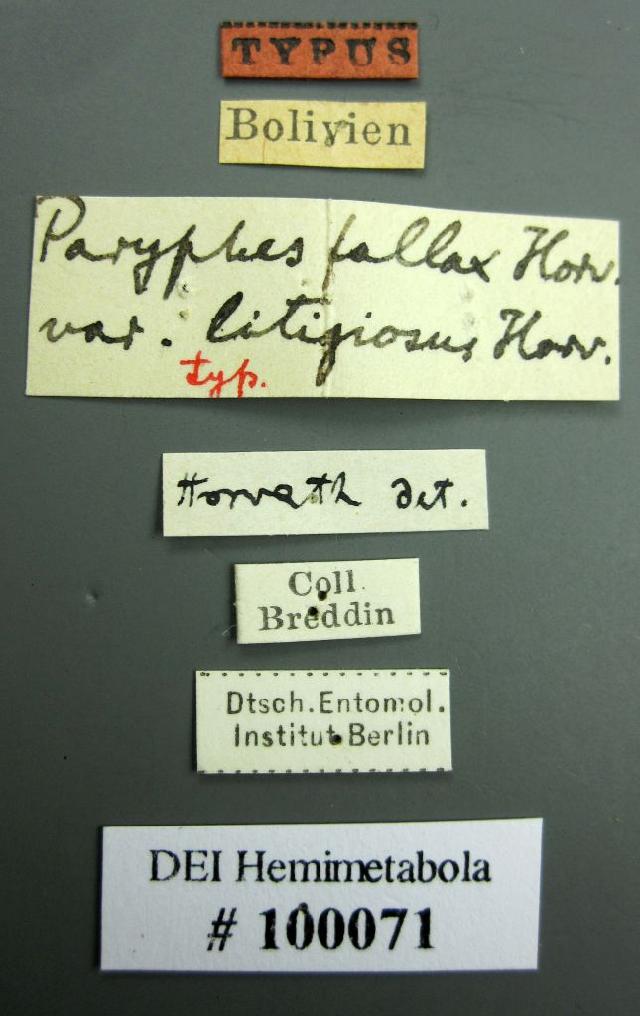 TYPUS
Bolivien
Paryphes fallax Horv.
var. litigiosus Horv.
typ.
Horvath det.
Coll.
Breddin
Dtsch.Entomol.
Institut Berlin
DEI Hemimetabola
# 100071